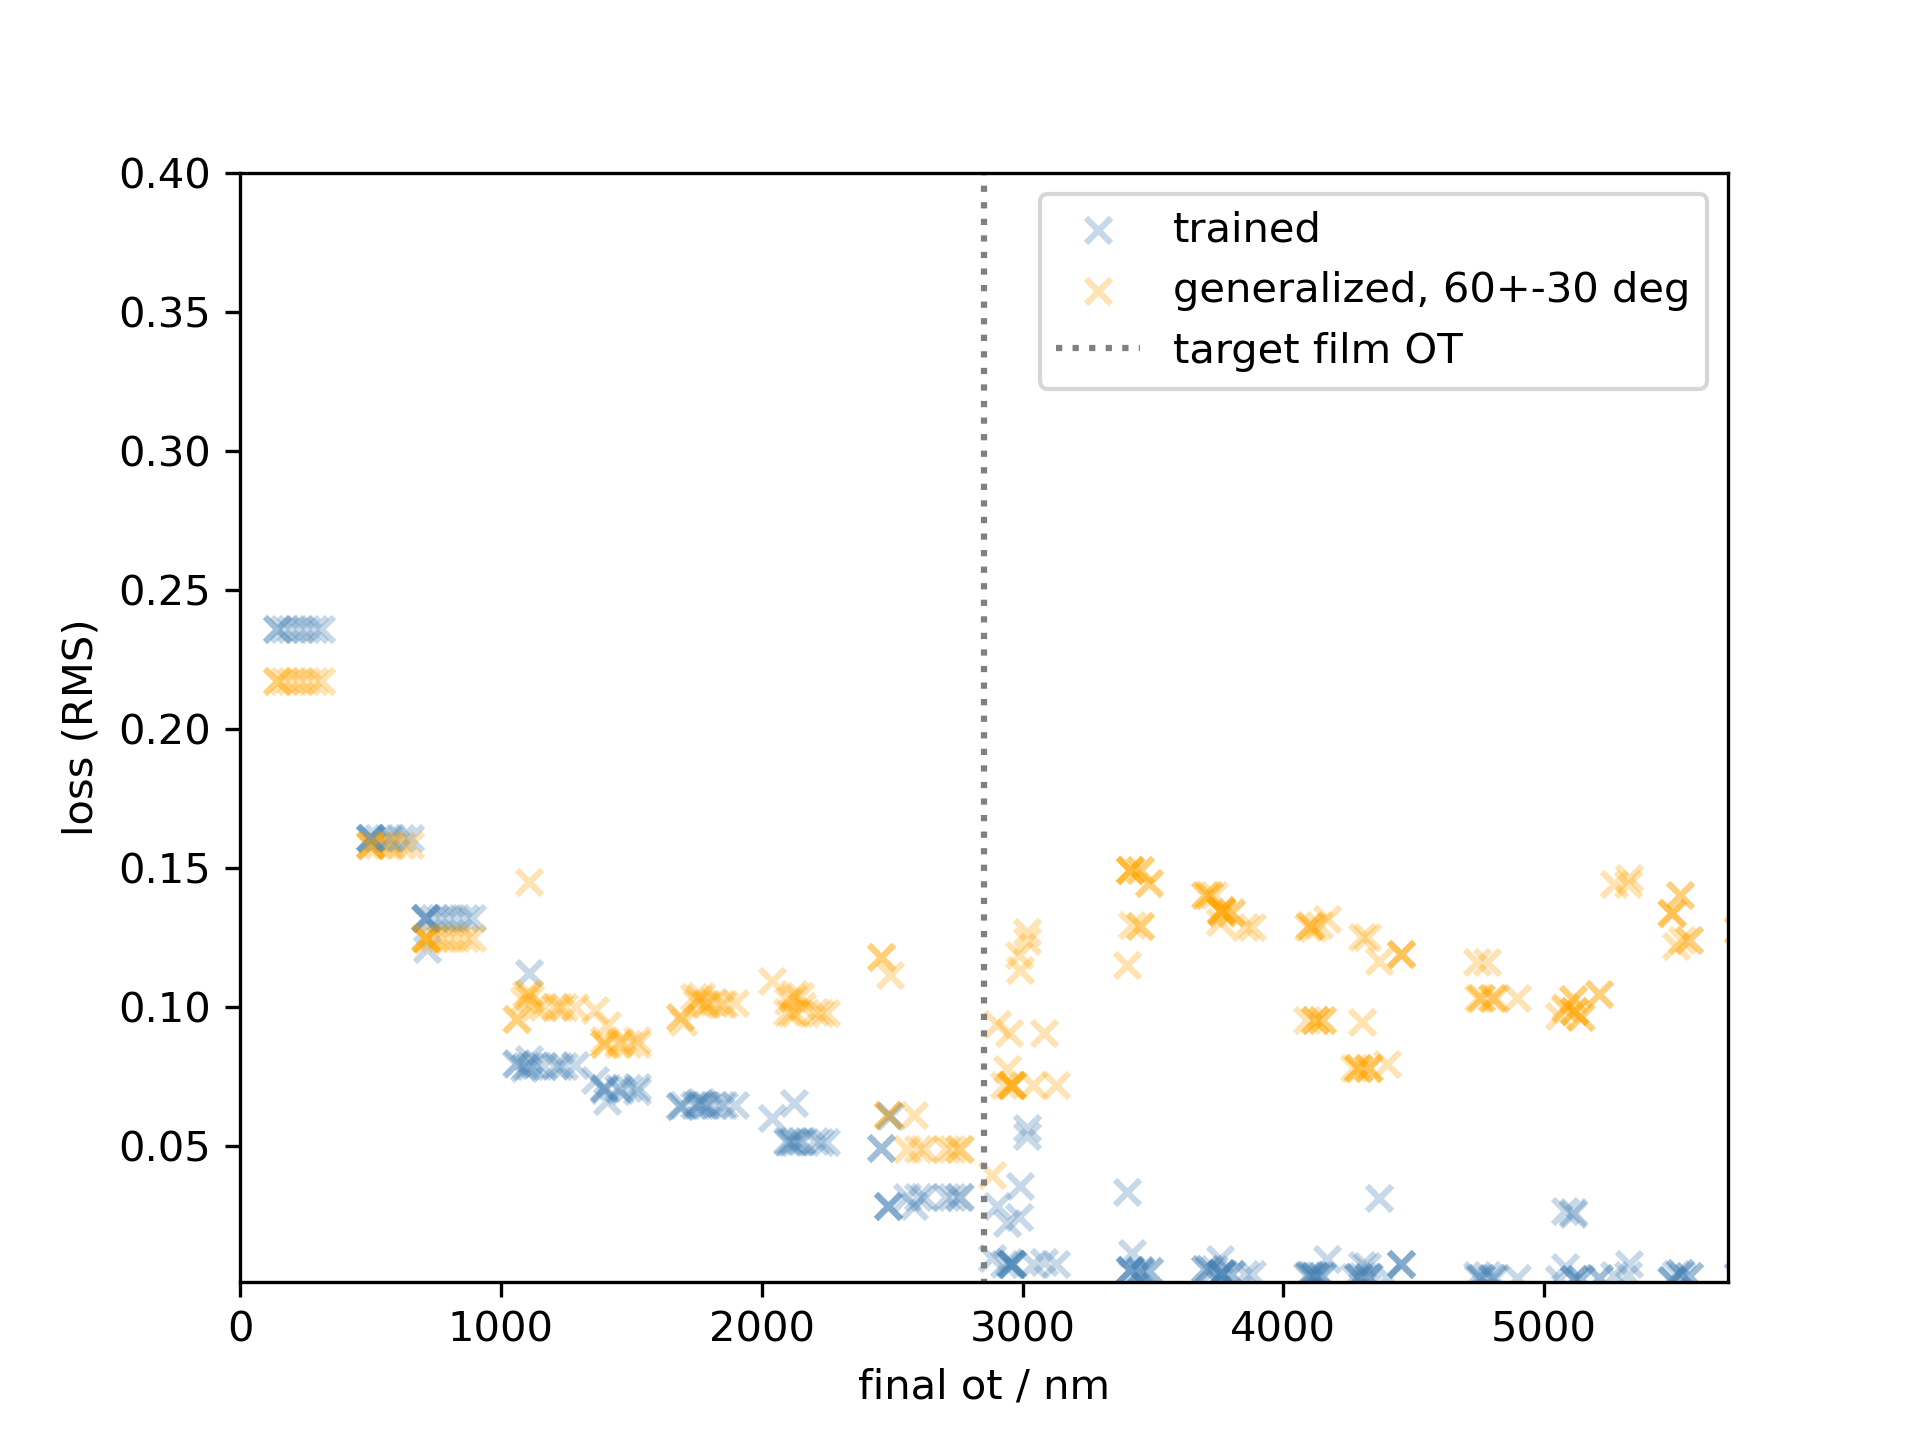 0.40
0.35
0.30
0.25
0.20
0.15
0.10
0.05
loss (RMS)
trained
generalized, 60+-30 deg
target film OT
0 1000 2000 3000 4000 5000
final ot / nm